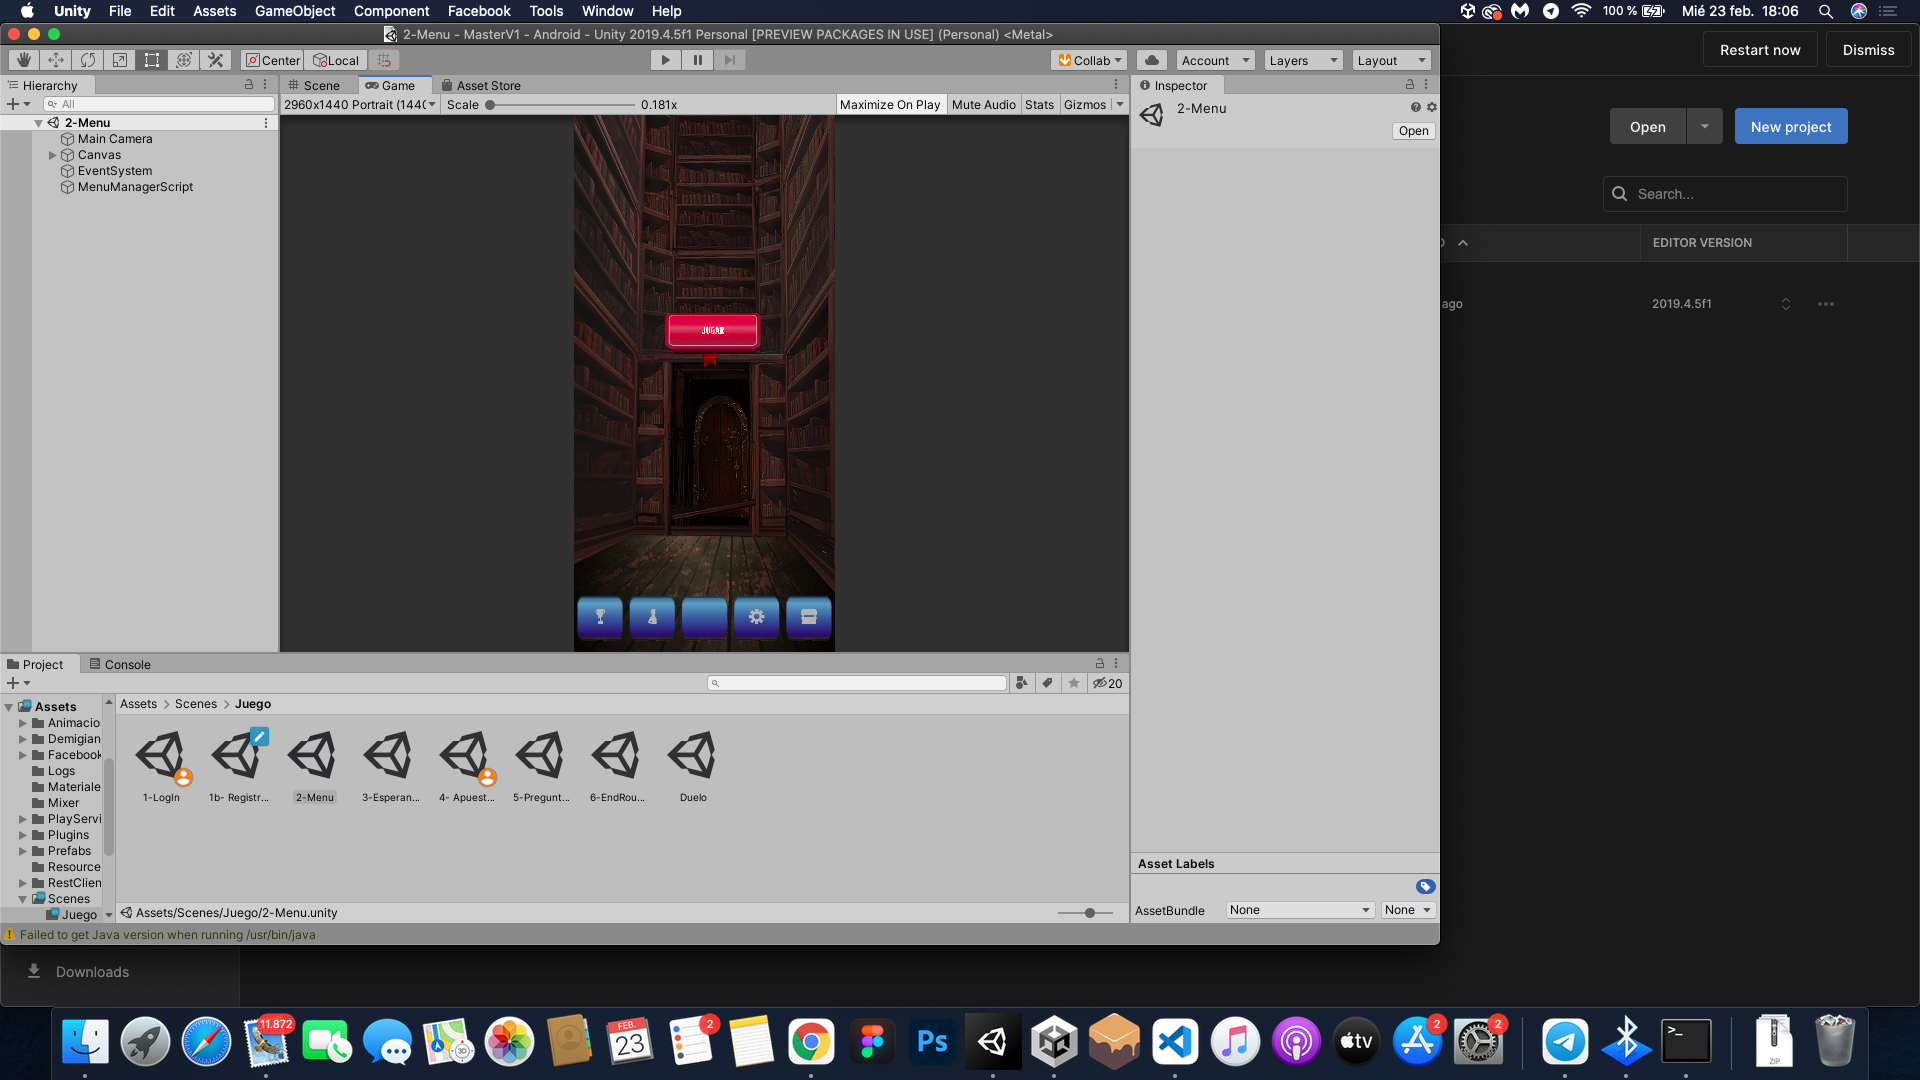 Unity File Edit Assets GameObject Component Facebook Tools Window Help
100 % Mié 23 feb. 18:06
2-Menu - MasterV1 - Android - Unity 2019.4.5f1 Personal [PREVIEW PACKAGES IN USE] (Personal) <Metal>
Restart now Dismiss
Center Local Collab Account Layers Layout
Hierarchy
All
2-Menu
Main Camera
Canvas
EventSystem
MenuManagerScript
Scene Game Asset Store
2960x1440 Portrait (1440 Scale 0.181x Maximize On Play Mute Audio Stats Gizmos
JUGAR
Inspector
2-Menu
Open
Open New project
Search...
EDITOR VERSION
ago 2019.4.5f1
Project Console
20
Assets
Animacio
Demigian
Facebook
Logs
Materiale
Mixer
PlayServi
Plugins
Prefabs
Resource
RestClien
Scenes
Juego
Assets > Scenes > Juego
1-LogIn 1b- Registr... 2-Menu 3-Esperan... 4- Apuest... 5-Pregunt... 6-EndRou... Duelo
Assets/Scenes/Juego/2-Menu.unity
Asset Labels
AssetBundle None None
Failed to get Java version when running /usr/bin/java
Downloads
11.872
3D
FEB.
23
2
Ps
tv
2
2
>_
ZIP